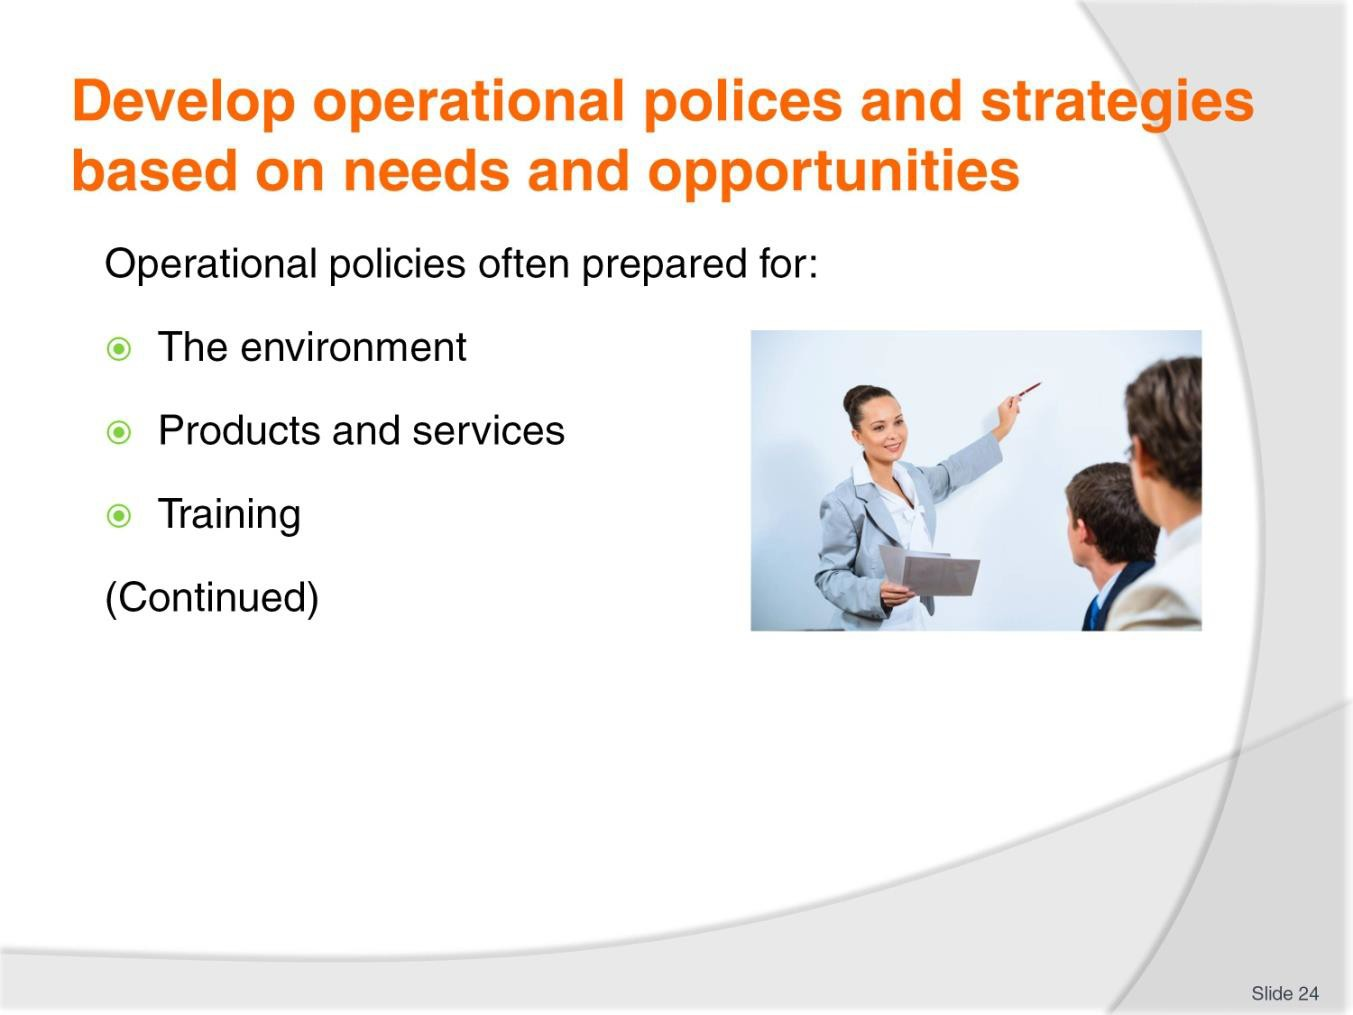 Develop operational polices and strategies
based on needs and opportunities
Operational policies often prepared for:
The environment
Products and services
Training
(Continued)
Slide 24